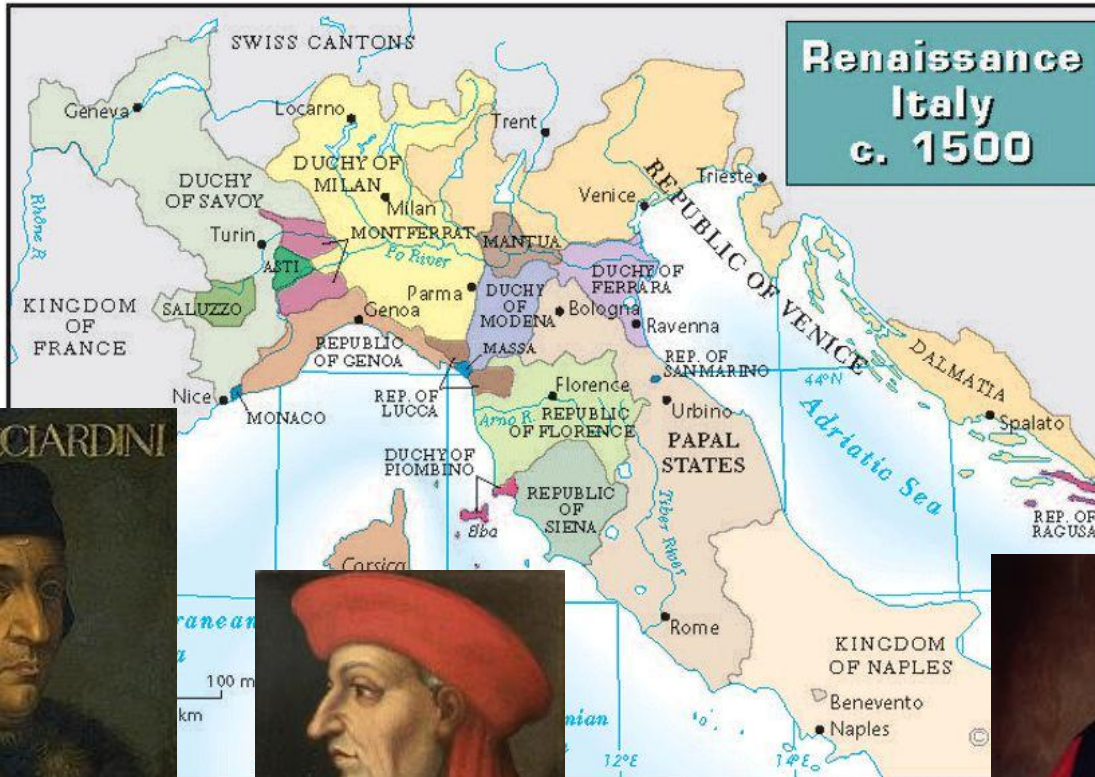 Renaissance
Italy
c. 1500
SWISS CANTONS
Geneva
Locarno
Trent
DUCHY OF
MILAN
DUCHY
OF SAVOY
Milan
Venice
Trieste
REPUBLIC OF VENICE
Rhône R
Turin
MONTFERRAT
MANTUA
ASTI
Po River
DUCHY OF
FERRARA
SALUZZO
Parma
DUCHY
OF
MODENA
Bologna
KINGDOM
OF
FRANCE
Genoa
Ravenna
REPUBLIC
OF GENOA
MASSA
REP. OF
SAN MARINO
44°N
DALMATIA
Nice
MONACO
REP. OF
LUCCA
Florence
Arno R.
REPUBLIC
OF FLORENCE
Urbino
Spalato
Adriatic Sea
CIARDINI
DUCHY OF
PIOMBINO
PAPAL
STATES
REPUBLIC
OF
SIENA
Elba
Tiber River
REP. OF
RAGUSA
Corsica
ranean
Rome
KINGDOM
OF NAPLES
100 m
km
nian
Benevento
Naples
©
12°E
14°E